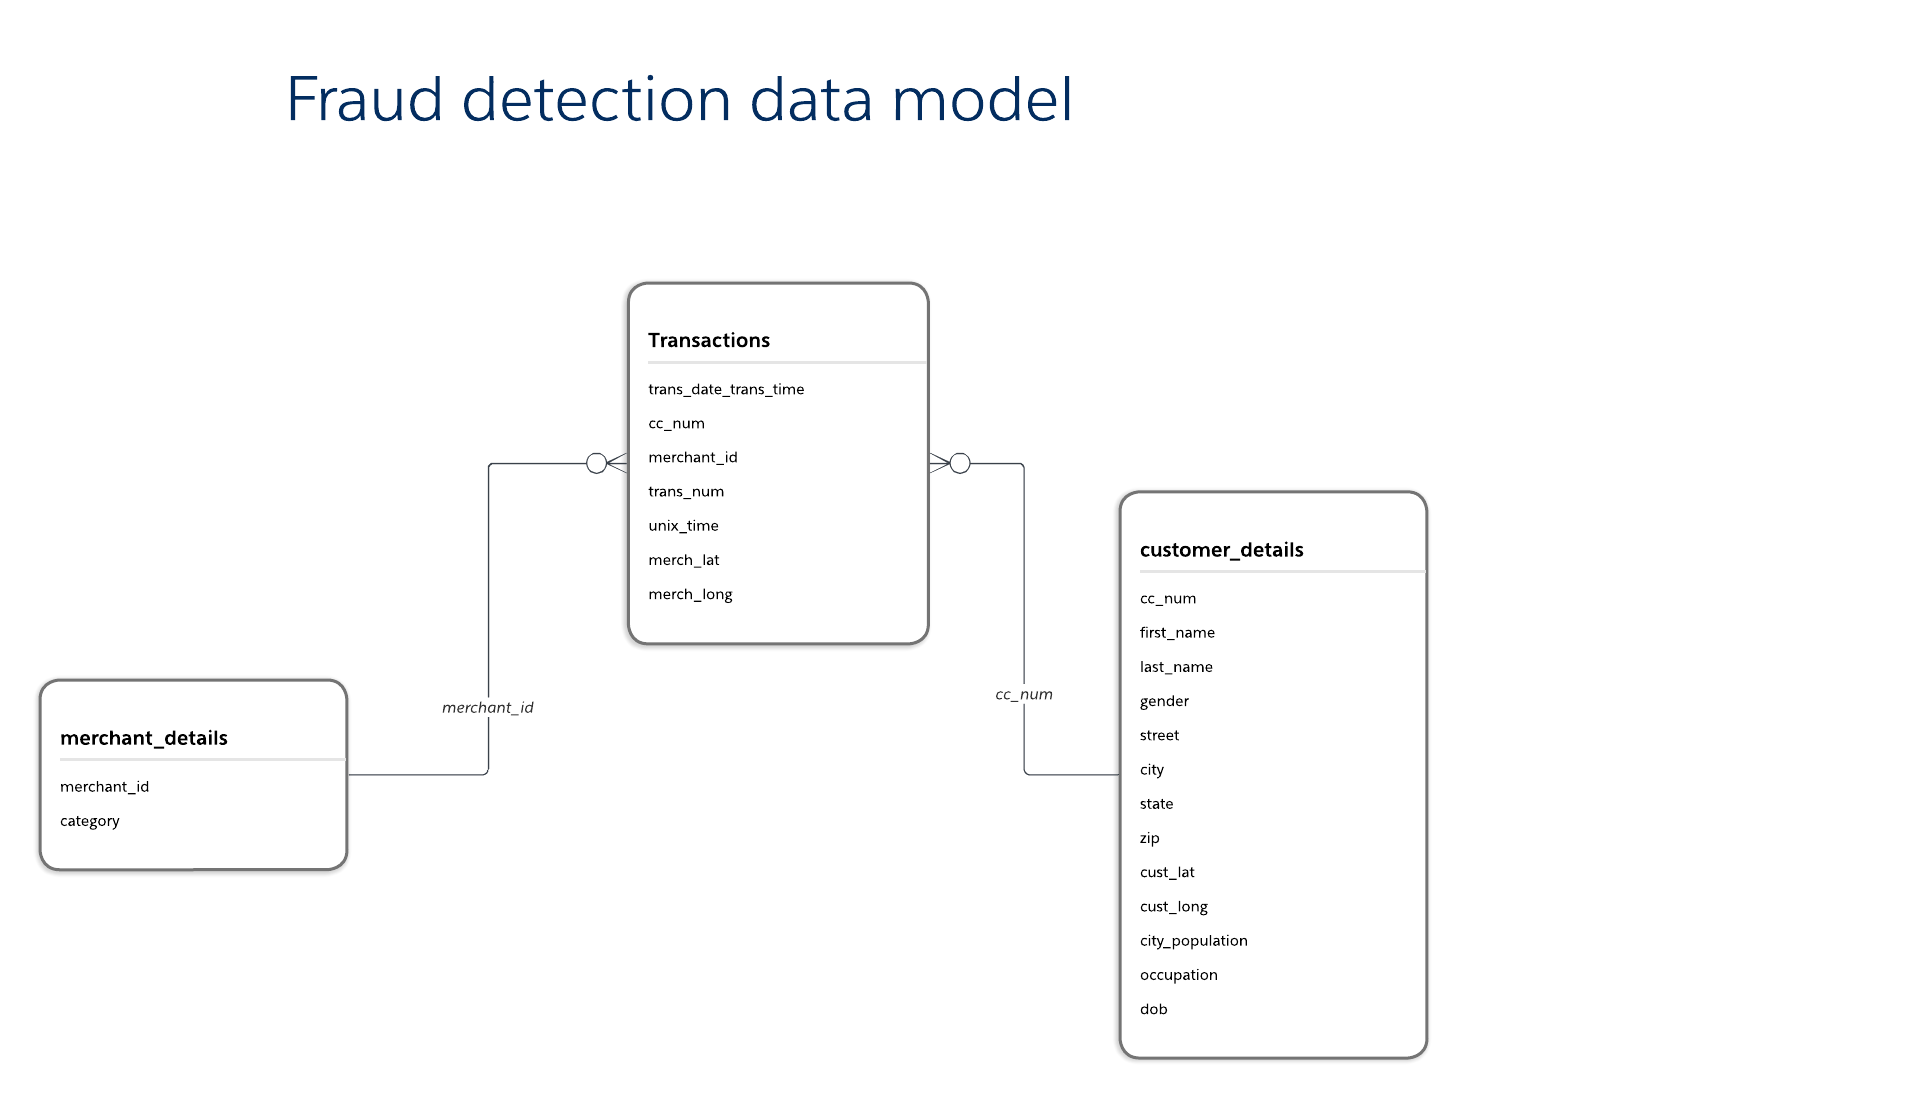 Fraud detection data model
Transactions
trans_date_trans_time
cc_num
merchant_id
trans_num
unix_time
merch_lat
merch_long
merchant_id
cc_num
merchant_details
merchant_id
category
customer_details
cc_num
first_name
last_name
gender
street
city
state
zip
cust_lat
cust_long
city_population
occupation
dob